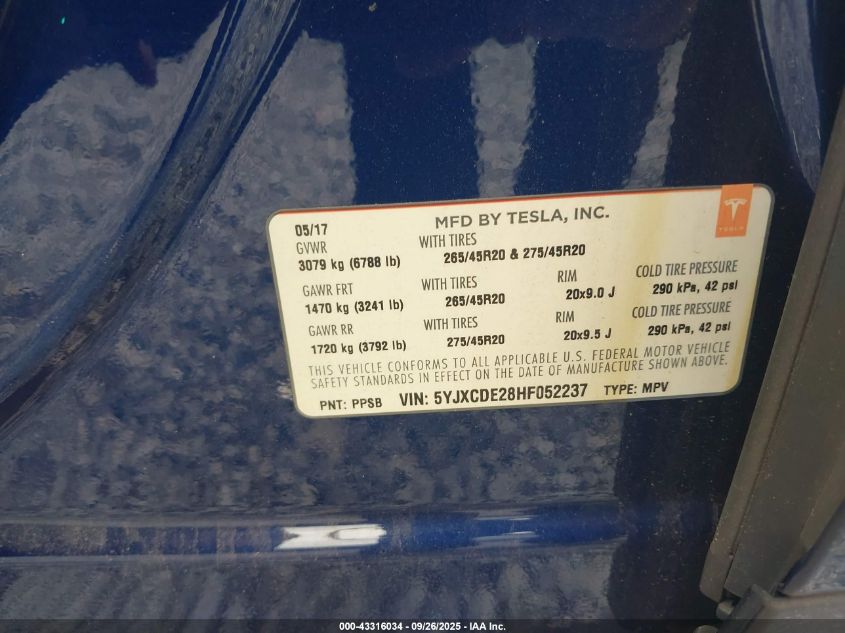 05/17 MFD BY TESLA, INC.
GVWR WITH TIRES
3079 kg (6788 lb) 265/45R20 & 275/45R20
TESLA
GAWR FRT WITH TIRES RIM COLD TIRE PRESSURE
1470 kg (3241 lb) 265/45R20 20x9.0 J 290 kPa, 42 psi
GAWR RR WITH TIRES RIM COLD TIRE PRESSURE
1720 kg (3792 lb) 275/45R20 20x9.5 J 290 kPa, 42 psi
THIS VEHICLE CONFORMS TO ALL APPLICABLE U.S. FEDERAL MOTOR VEHICLE
SAFETY STANDARDS IN EFFECT ON THE DATE OF MANUFACTURE SHOWN ABOVE.
PNT: PPSB VIN: 5YJXCDE28HF052237 TYPE: MPV
000-43316034 - 09/26/2025 - IAA Inc.